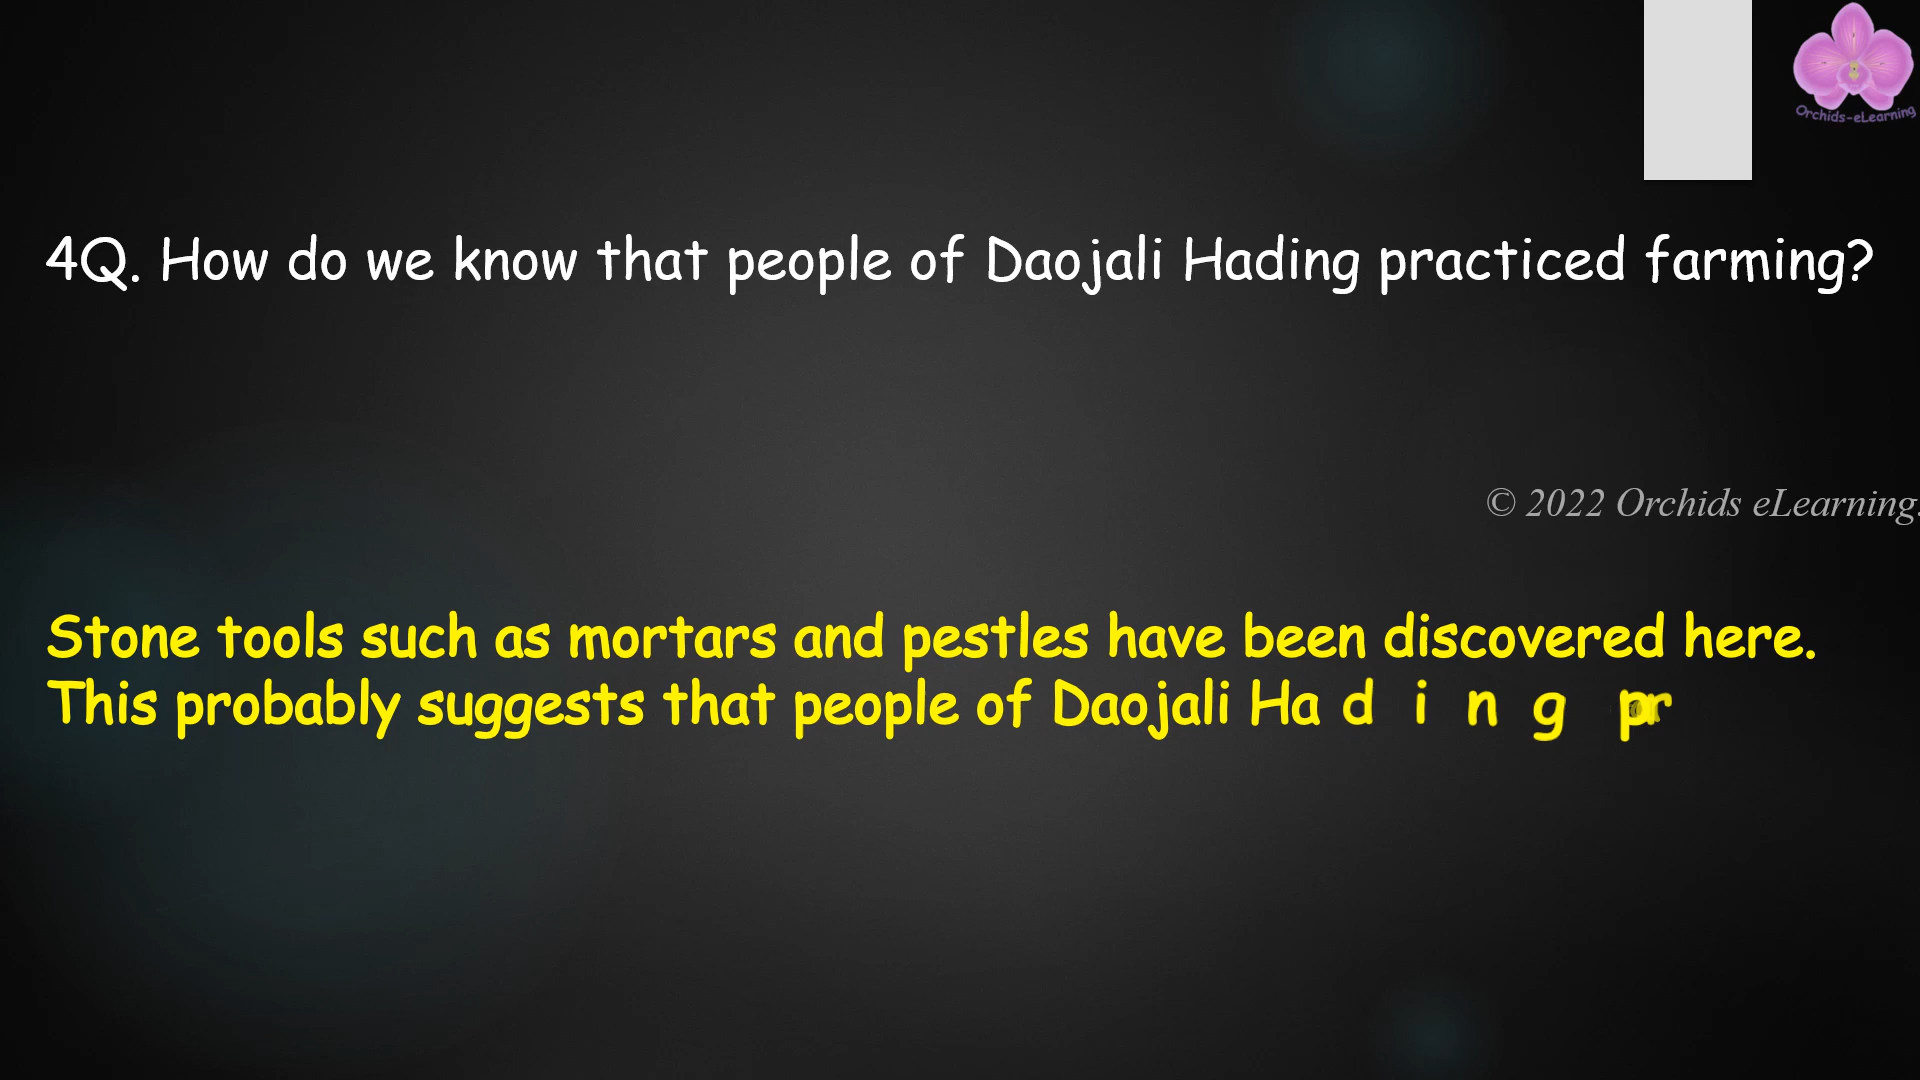 Orchids-eLearning
4Q. How do we know that people of Daojali Hading practiced farming?
© 2022 Orchids eLearning.
Stone tools such as mortars and pestles have been discovered here.
This probably suggests that people of Daojali Hading